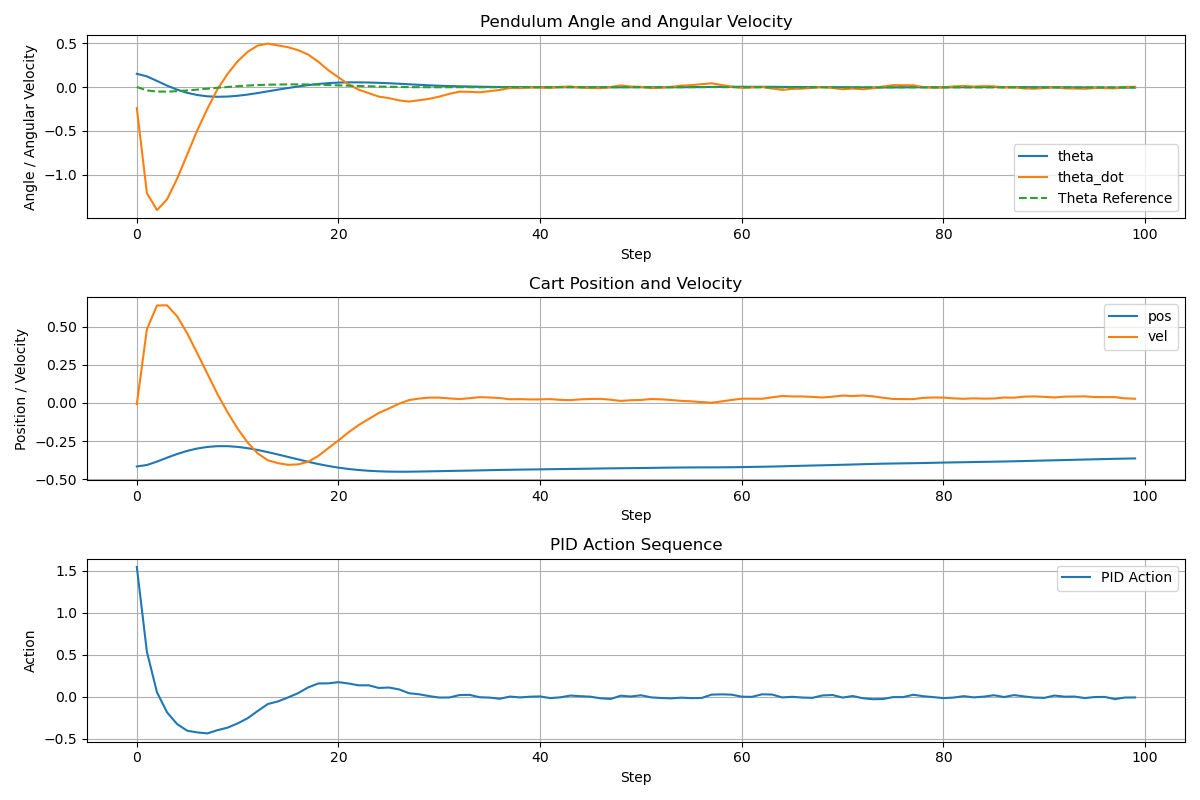 Pendulum Angle and Angular Velocity
Angle / Angular Velocity
0.5
0.0
−0.5
−1.0
theta
theta_dot
Theta Reference
0
20
40
60
80
100
Step
Cart Position and Velocity
Position / Velocity
0.50
0.25
0.00
−0.25
−0.50
pos
vel
0
20
40
60
80
100
Step
PID Action Sequence
Action
1.5
1.0
0.5
0.0
−0.5
PID Action
0
20
40
60
80
100
Step